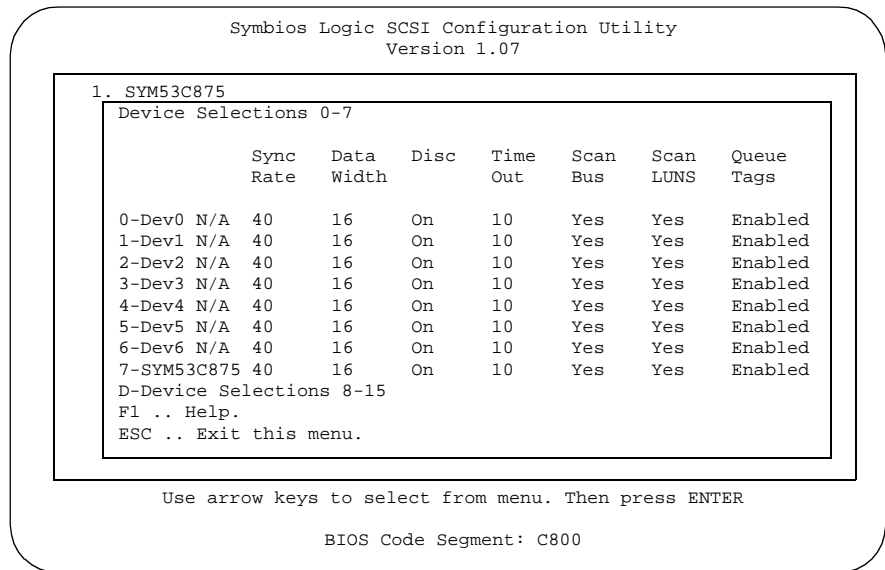 Symbios Logic SCSI Configuration Utility
Version 1.07
1. SYM53C875
Device Selections 0-7
Sync Data Disc Time Scan Scan Queue
Rate Width Out Bus LUNS Tags
0-Dev0 N/A 40 16 On 10 Yes Yes Enabled
1-Dev1 N/A 40 16 On 10 Yes Yes Enabled
2-Dev2 N/A 40 16 On 10 Yes Yes Enabled
3-Dev3 N/A 40 16 On 10 Yes Yes Enabled
4-Dev4 N/A 40 16 On 10 Yes Yes Enabled
5-Dev5 N/A 40 16 On 10 Yes Yes Enabled
6-Dev6 N/A 40 16 On 10 Yes Yes Enabled
7-SYM53C875 40 16 On 10 Yes Yes Enabled
D-Device Selections 8-15
F1 .. Help.
ESC .. Exit this menu.
Use arrow keys to select from menu. Then press ENTER
BIOS Code Segment: C800